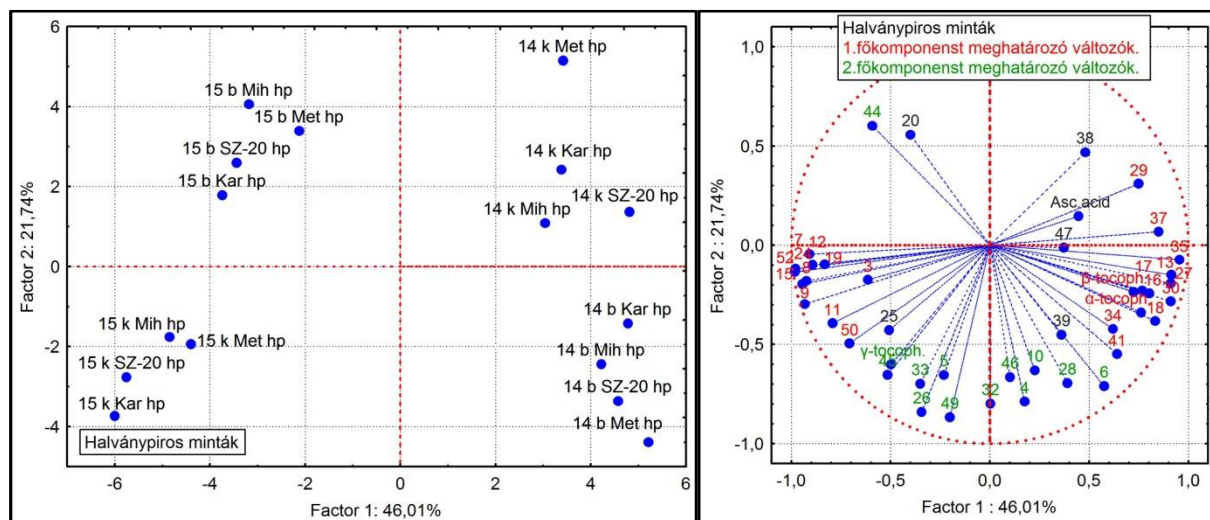 6
4
2
0
-2
-4
Factor 2: 21,74%
14 k Met hp
15 b Mih hp
15 b Met hp
15 b SZ-20 hp
15 b Kar hp
14 k Kar hp
14 k SZ-20 hp
14 k Mih hp
14 b Kar hp
14 b Mih hp
14 b SZ-20 hp
14 b Met hp
15 k Mih hp
15 k Met hp
15 k SZ-20 hp
15 k Kar hp
Halványpiros minták
-6 -4 -2 0 2 4 6
Factor 1: 46,01%
Halványpiros minták
1.főkomponenst meghatározó változók.
2.főkomponenst meghatározó változók.
1,0
0,5
0,0
-0,5
-1,0
Factor 2 : 21,74%
44
20
38
29
Asc.acid
37
47
35
7
12
52
24
19
15
8
3
9
17
13
27
β-tocoph.
16
30
α-tocoph.
18
11
50
25
34
41
39
γ-tocoph.
33
5
46
10
28
6
26
49
32
4
-1,0 -0,5 0,0 0,5 1,0
Factor 1 : 46,01%